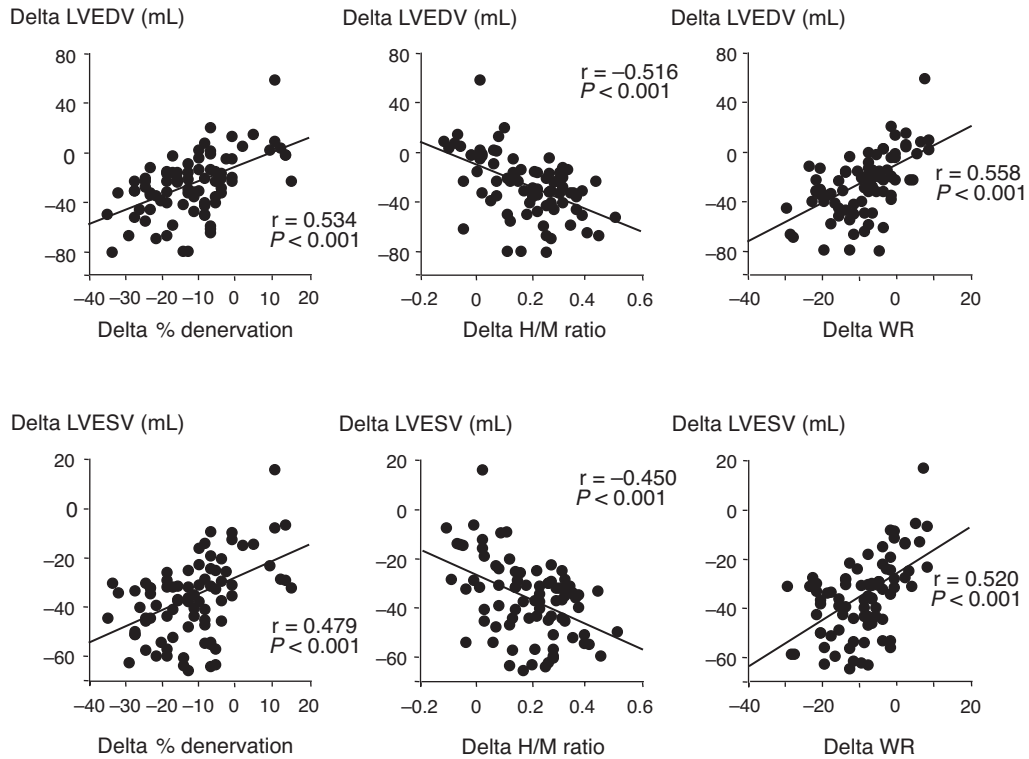 Delta LVEDV (mL)
80
40
0
−40
−80
r = 0.534
P < 0.001
−40 −30 −20 −10 0 10 20
Delta % denervation
Delta LVEDV (mL)
80
40
0
−40
−80
r = −0.516
P < 0.001
−0.2 0 0.2 0.4 0.6
Delta H/M ratio
Delta LVEDV (mL)
80
40
0
−40
−80
r = 0.558
P < 0.001
−40 −20 0 20
Delta WR
Delta LVESV (mL)
20
0
−20
−40
−60
r = 0.479
P < 0.001
−40 −30 −20 −10 0 10 20
Delta % denervation
Delta LVESV (mL)
20
0
−20
−40
−60
r = −0.450
P < 0.001
−0.2 0 0.2 0.4 0.6
Delta H/M ratio
Delta LVESV (mL)
20
0
−20
−40
−60
r = 0.520
P < 0.001
−40 −20 0 20
Delta WR